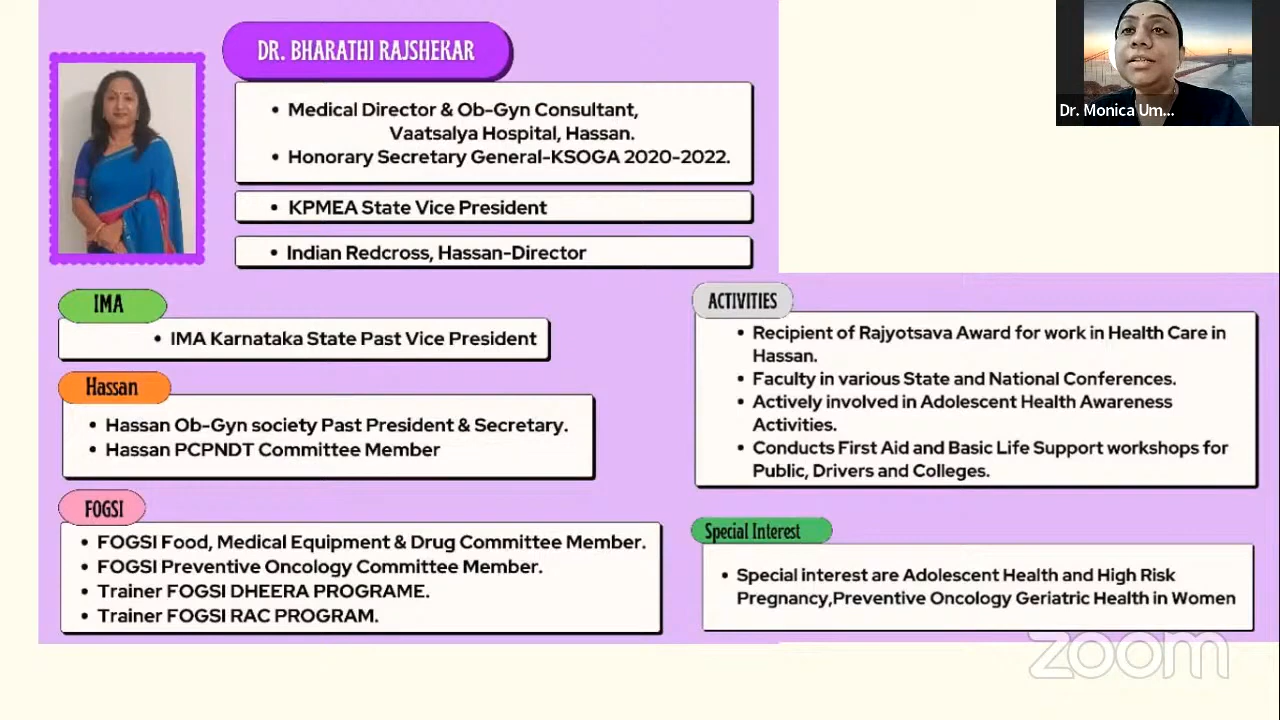 DR. BHARATHI RAJSHEKAR
• Medical Director & Ob-Gyn Consultant,
Vaatsalya Hospital, Hassan.
• Honorary Secretary General-KSOGA 2020-2022.
• KPMEA State Vice President
• Indian Redcross, Hassan-Director
Dr. Monica Um...
IMA
• IMA Karnataka State Past Vice President
Hassan
• Hassan Ob-Gyn society Past President & Secretary.
• Hassan PCPNDT Committee Member
FOGSI
• FOGSI Food, Medical Equipment & Drug Committee Member.
• FOGSI Preventive Oncology Committee Member.
• Trainer FOGSI DHEERA PROGRAME.
• Trainer FOGSI RAC PROGRAM.
ACTIVITIES
• Recipient of Rajyotsava Award for work in Health Care in
Hassan.
• Faculty in various State and National Conferences.
• Actively involved in Adolescent Health Awareness
Activities.
• Conducts First Aid and Basic Life Support workshops for
Public, Drivers and Colleges.
Special Interest
• Special interest are Adolescent Health and High Risk
Pregnancy,Preventive Oncology Geriatric Health in Women
zoom